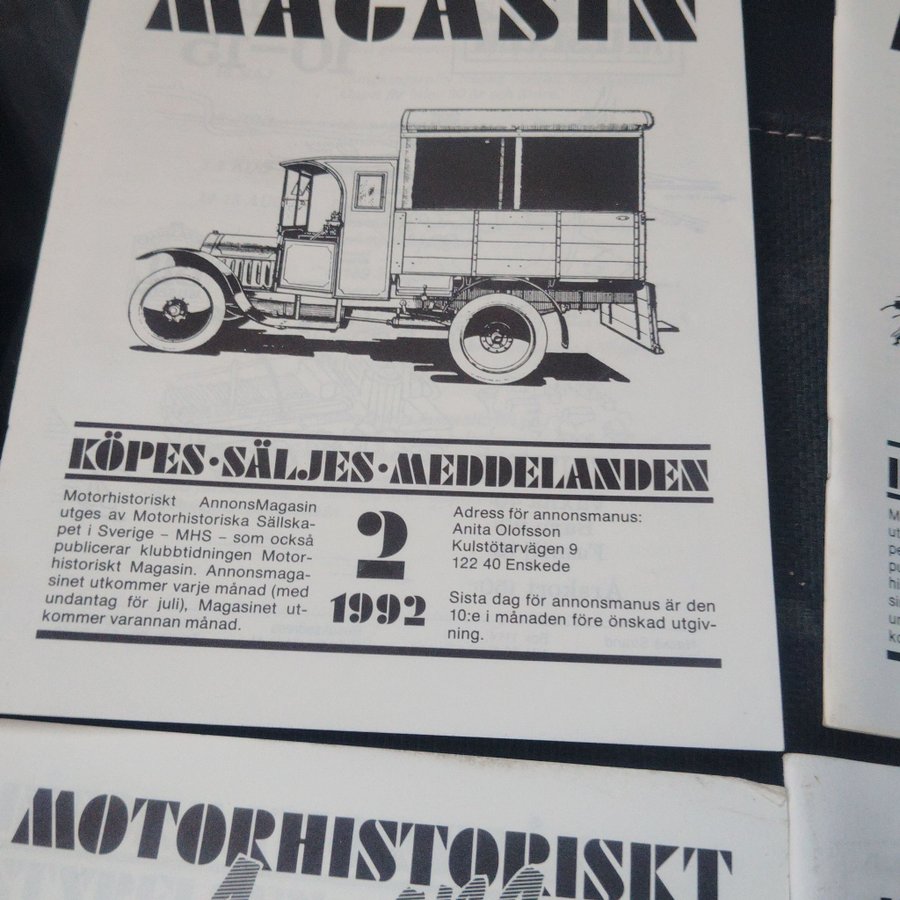 MAGASIN
KÖPES·SÄLJES·MEDDELANDEN
Motorhistoriskt AnnonsMagasin
utges av Motorhistoriska Sällska-
pet i Sverige – MHS – som också
publicerar klubbtidningen Motor-
historiskt Magasin. Annonsmaga-
sinet utkommer varje månad (med
undantag för juli), Magasinet ut-
kommer varannan månad.
2
1992
Adress för annonsmanus:
Anita Olofsson
Kulstötarvägen 9
122 40 Enskede
Sista dag för annonsmanus är den
10:e i månaden före önskad utgiv-
ning.
MOTORHISTORISKT